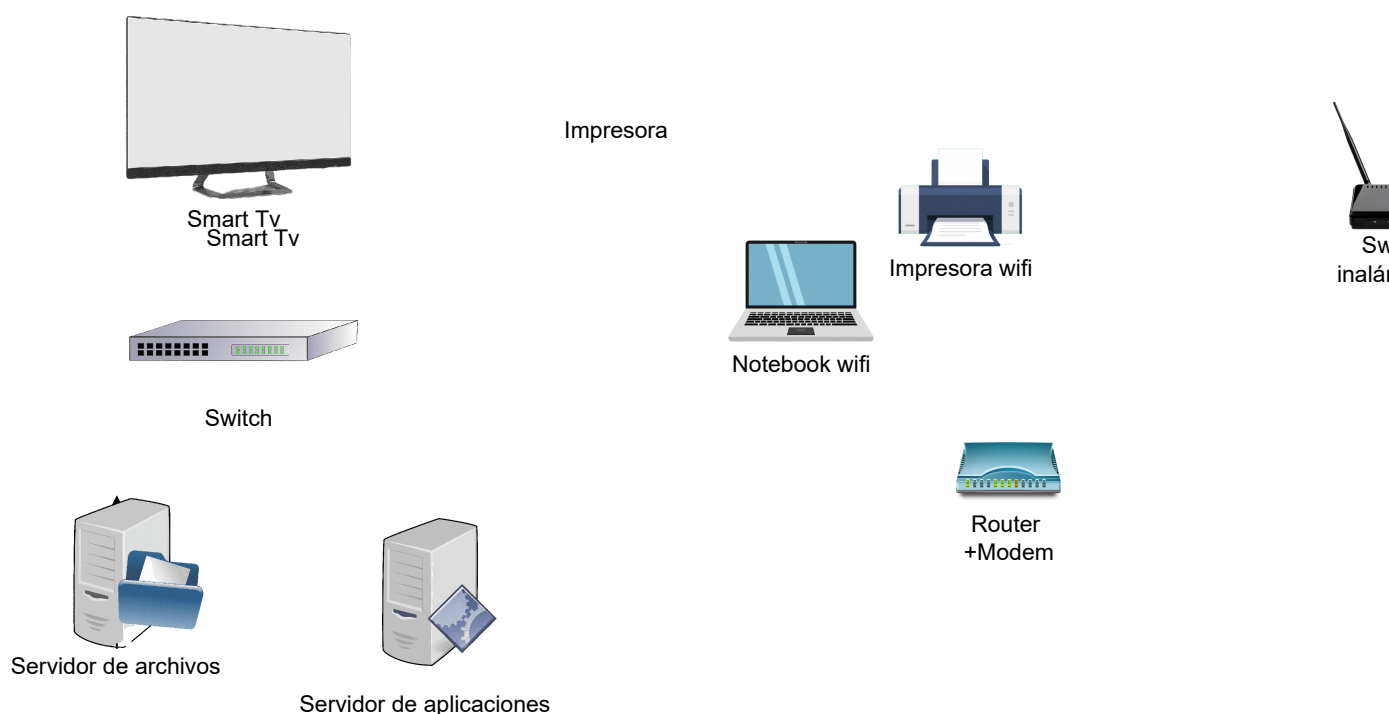 Impresora
Smart Tv
Smart Tv
Impresora wifi
Notebook wifi
Switch
Router
+Modem
Servidor de archivos
Servidor de aplicaciones